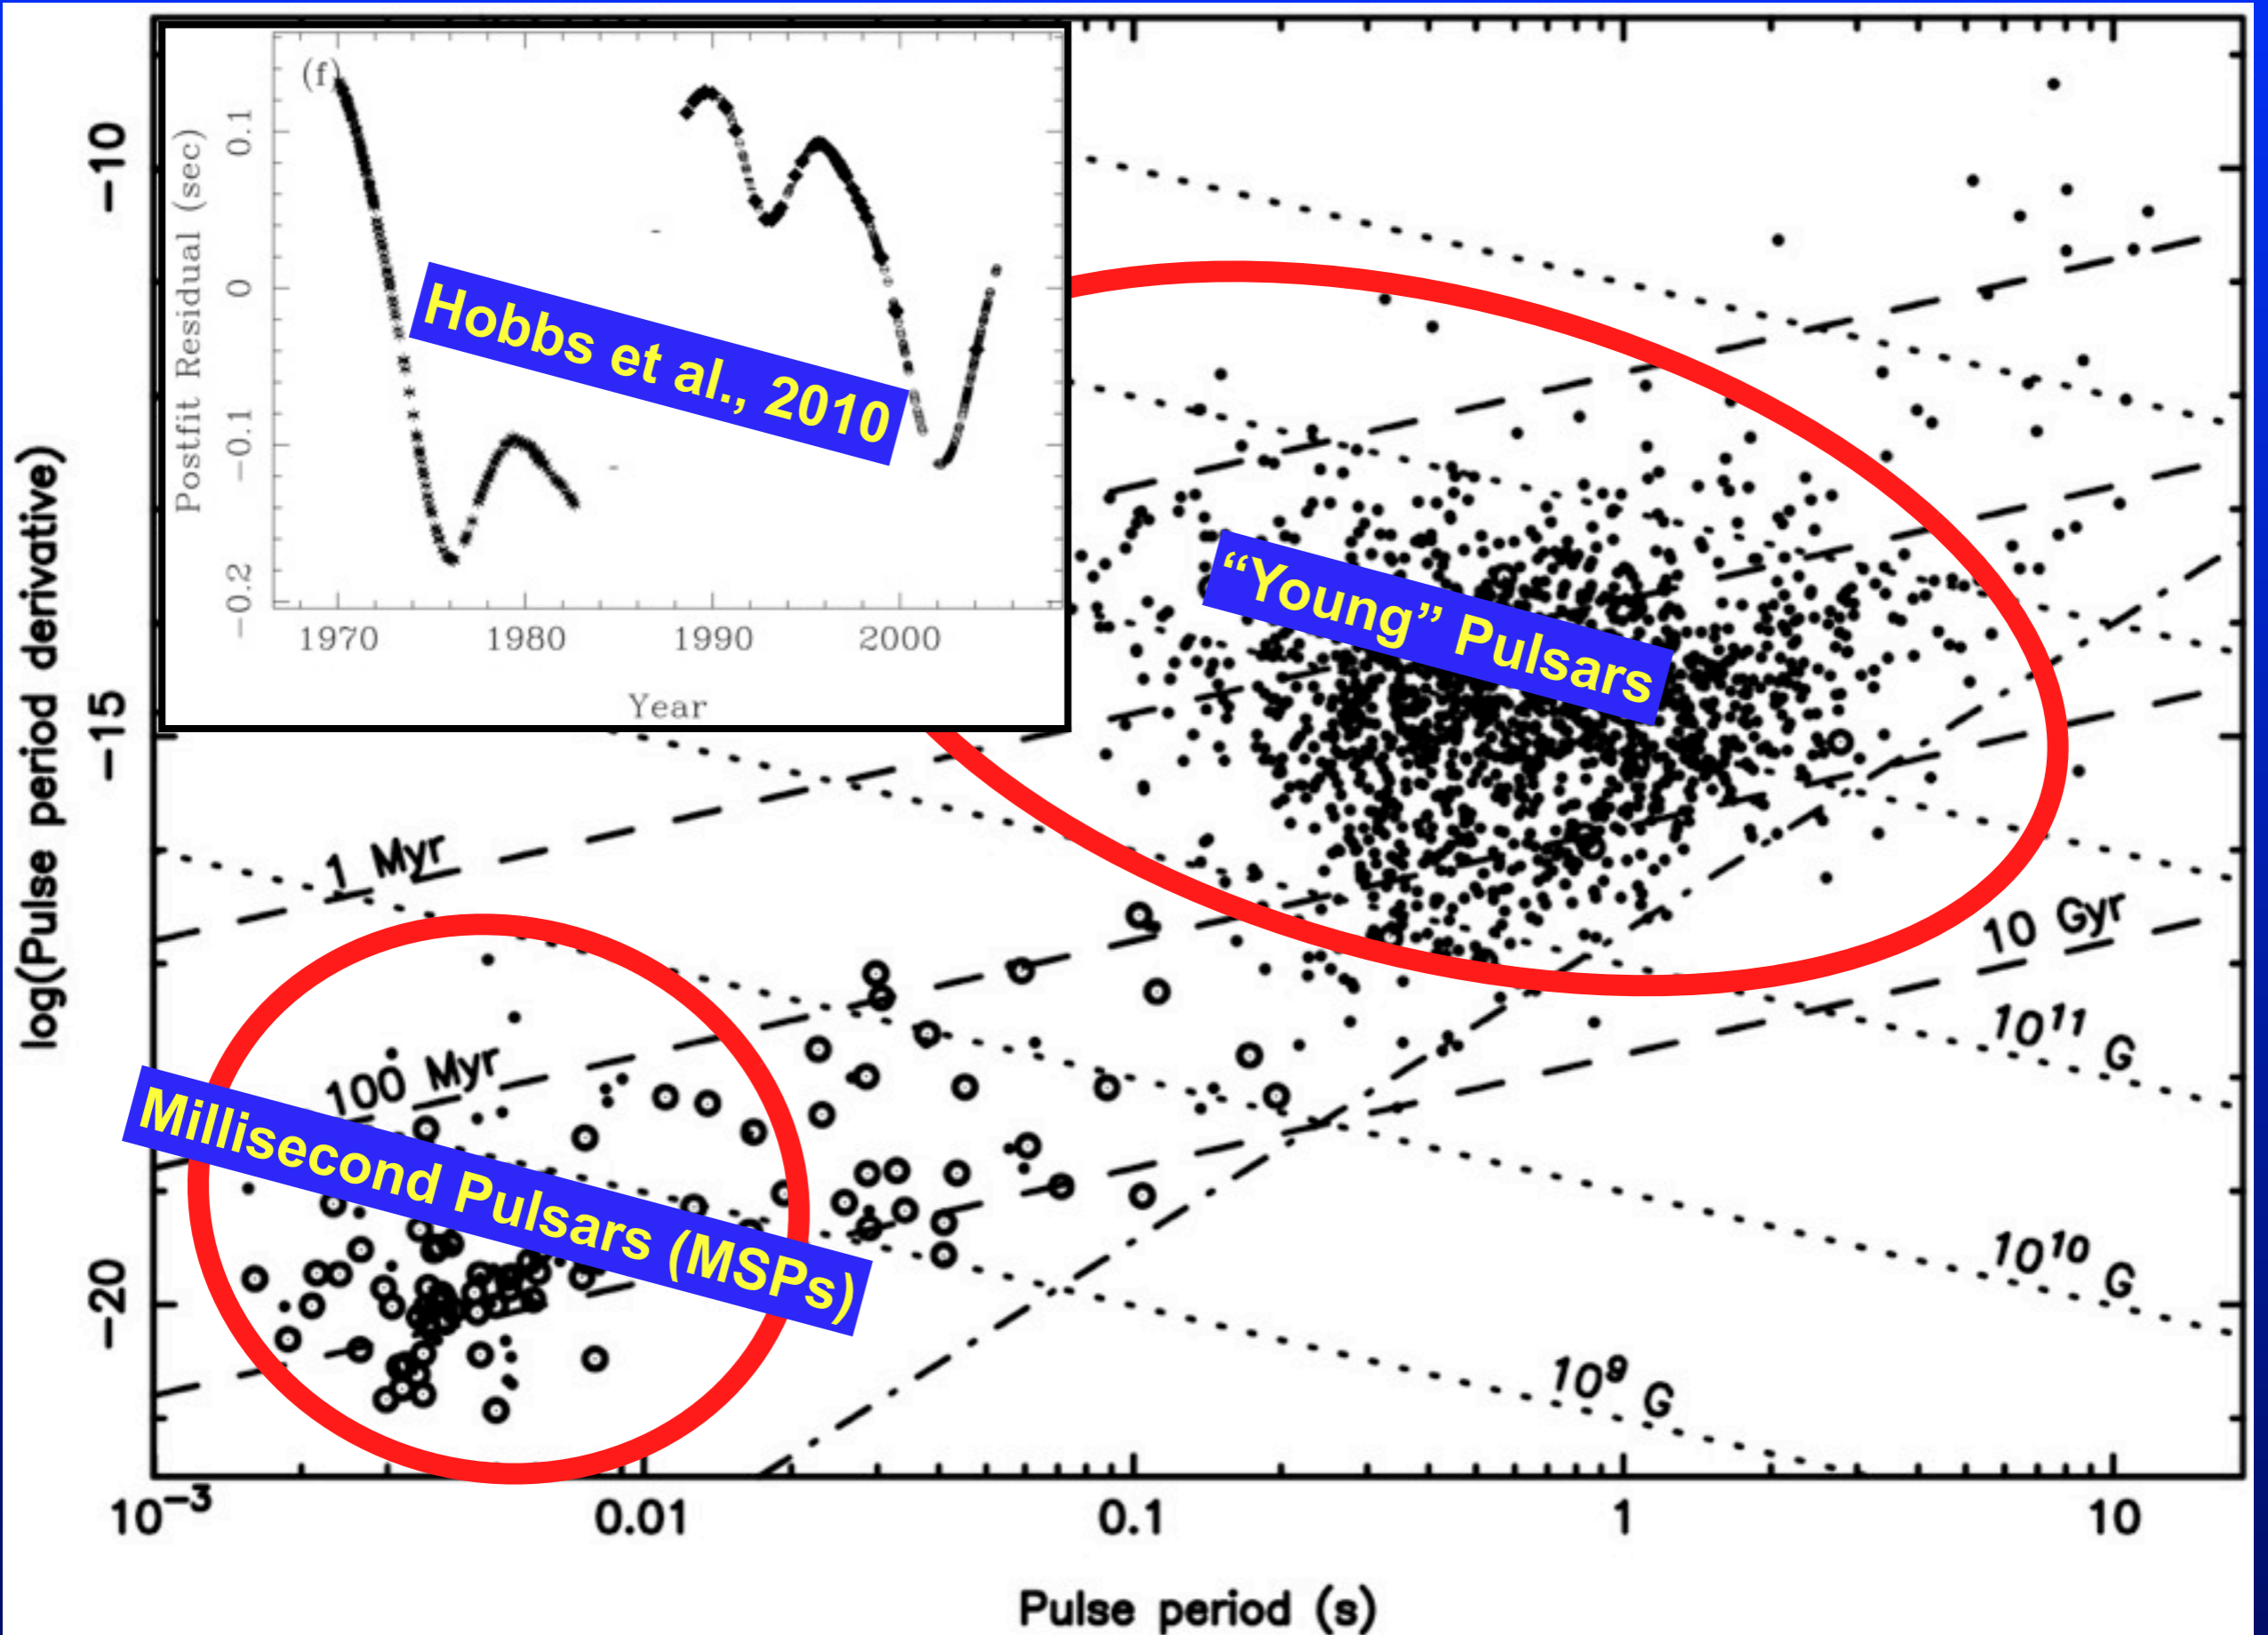 (f)
Postfit Residual (sec)
0.1
0
−0.1
−0.2
1970 1980 1990 2000
Year
Hobbs et al., 2010
“Young” Pulsars
Millisecond Pulsars (MSPs)
1 Myr
100 Myr
10 Gyr
10¹¹ G
10¹⁰ G
10⁹ G
log(Pulse period derivative)
−10
−15
−20
10⁻³ 0.01 0.1 1 10
Pulse period (s)